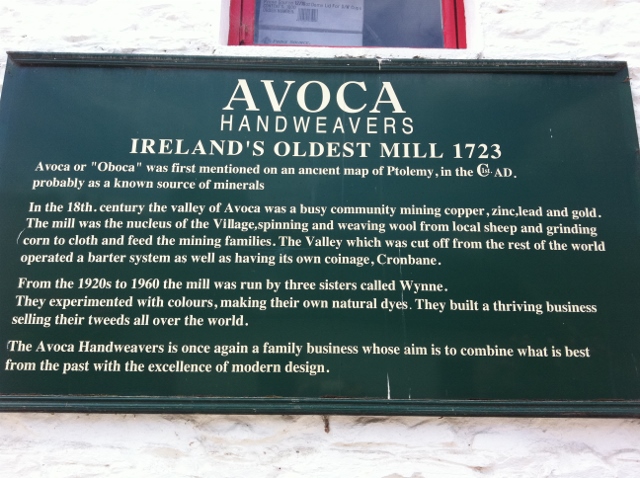 AVOCA
HANDWEAVERS
IRELAND'S OLDEST MILL 1723
Avoca or "Oboca" was first mentioned on an ancient map of Ptolemy, in the C1st. AD.
probably as a known source of minerals
In the 18th. century the valley of Avoca was a busy community mining copper, zinc,lead and gold.
The mill was the nucleus of the Village,spinning and weaving wool from local sheep and grinding
corn to cloth and feed the mining families. The Valley which was cut off from the rest of the world
operated a barter system as well as having its own coinage, Cronbane.
From the 1920s to 1960 the mill was run by three sisters called Wynne.
They experimented with colours, making their own natural dyes. They built a thriving business
selling their tweeds all over the world.
The Avoca Handweavers is once again a family business whose aim is to combine what is best
from the past with the excellence of modern design.